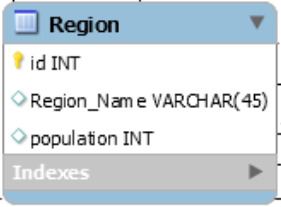 Region
id INT
Region_Name VARCHAR(45)
population INT
Indexes